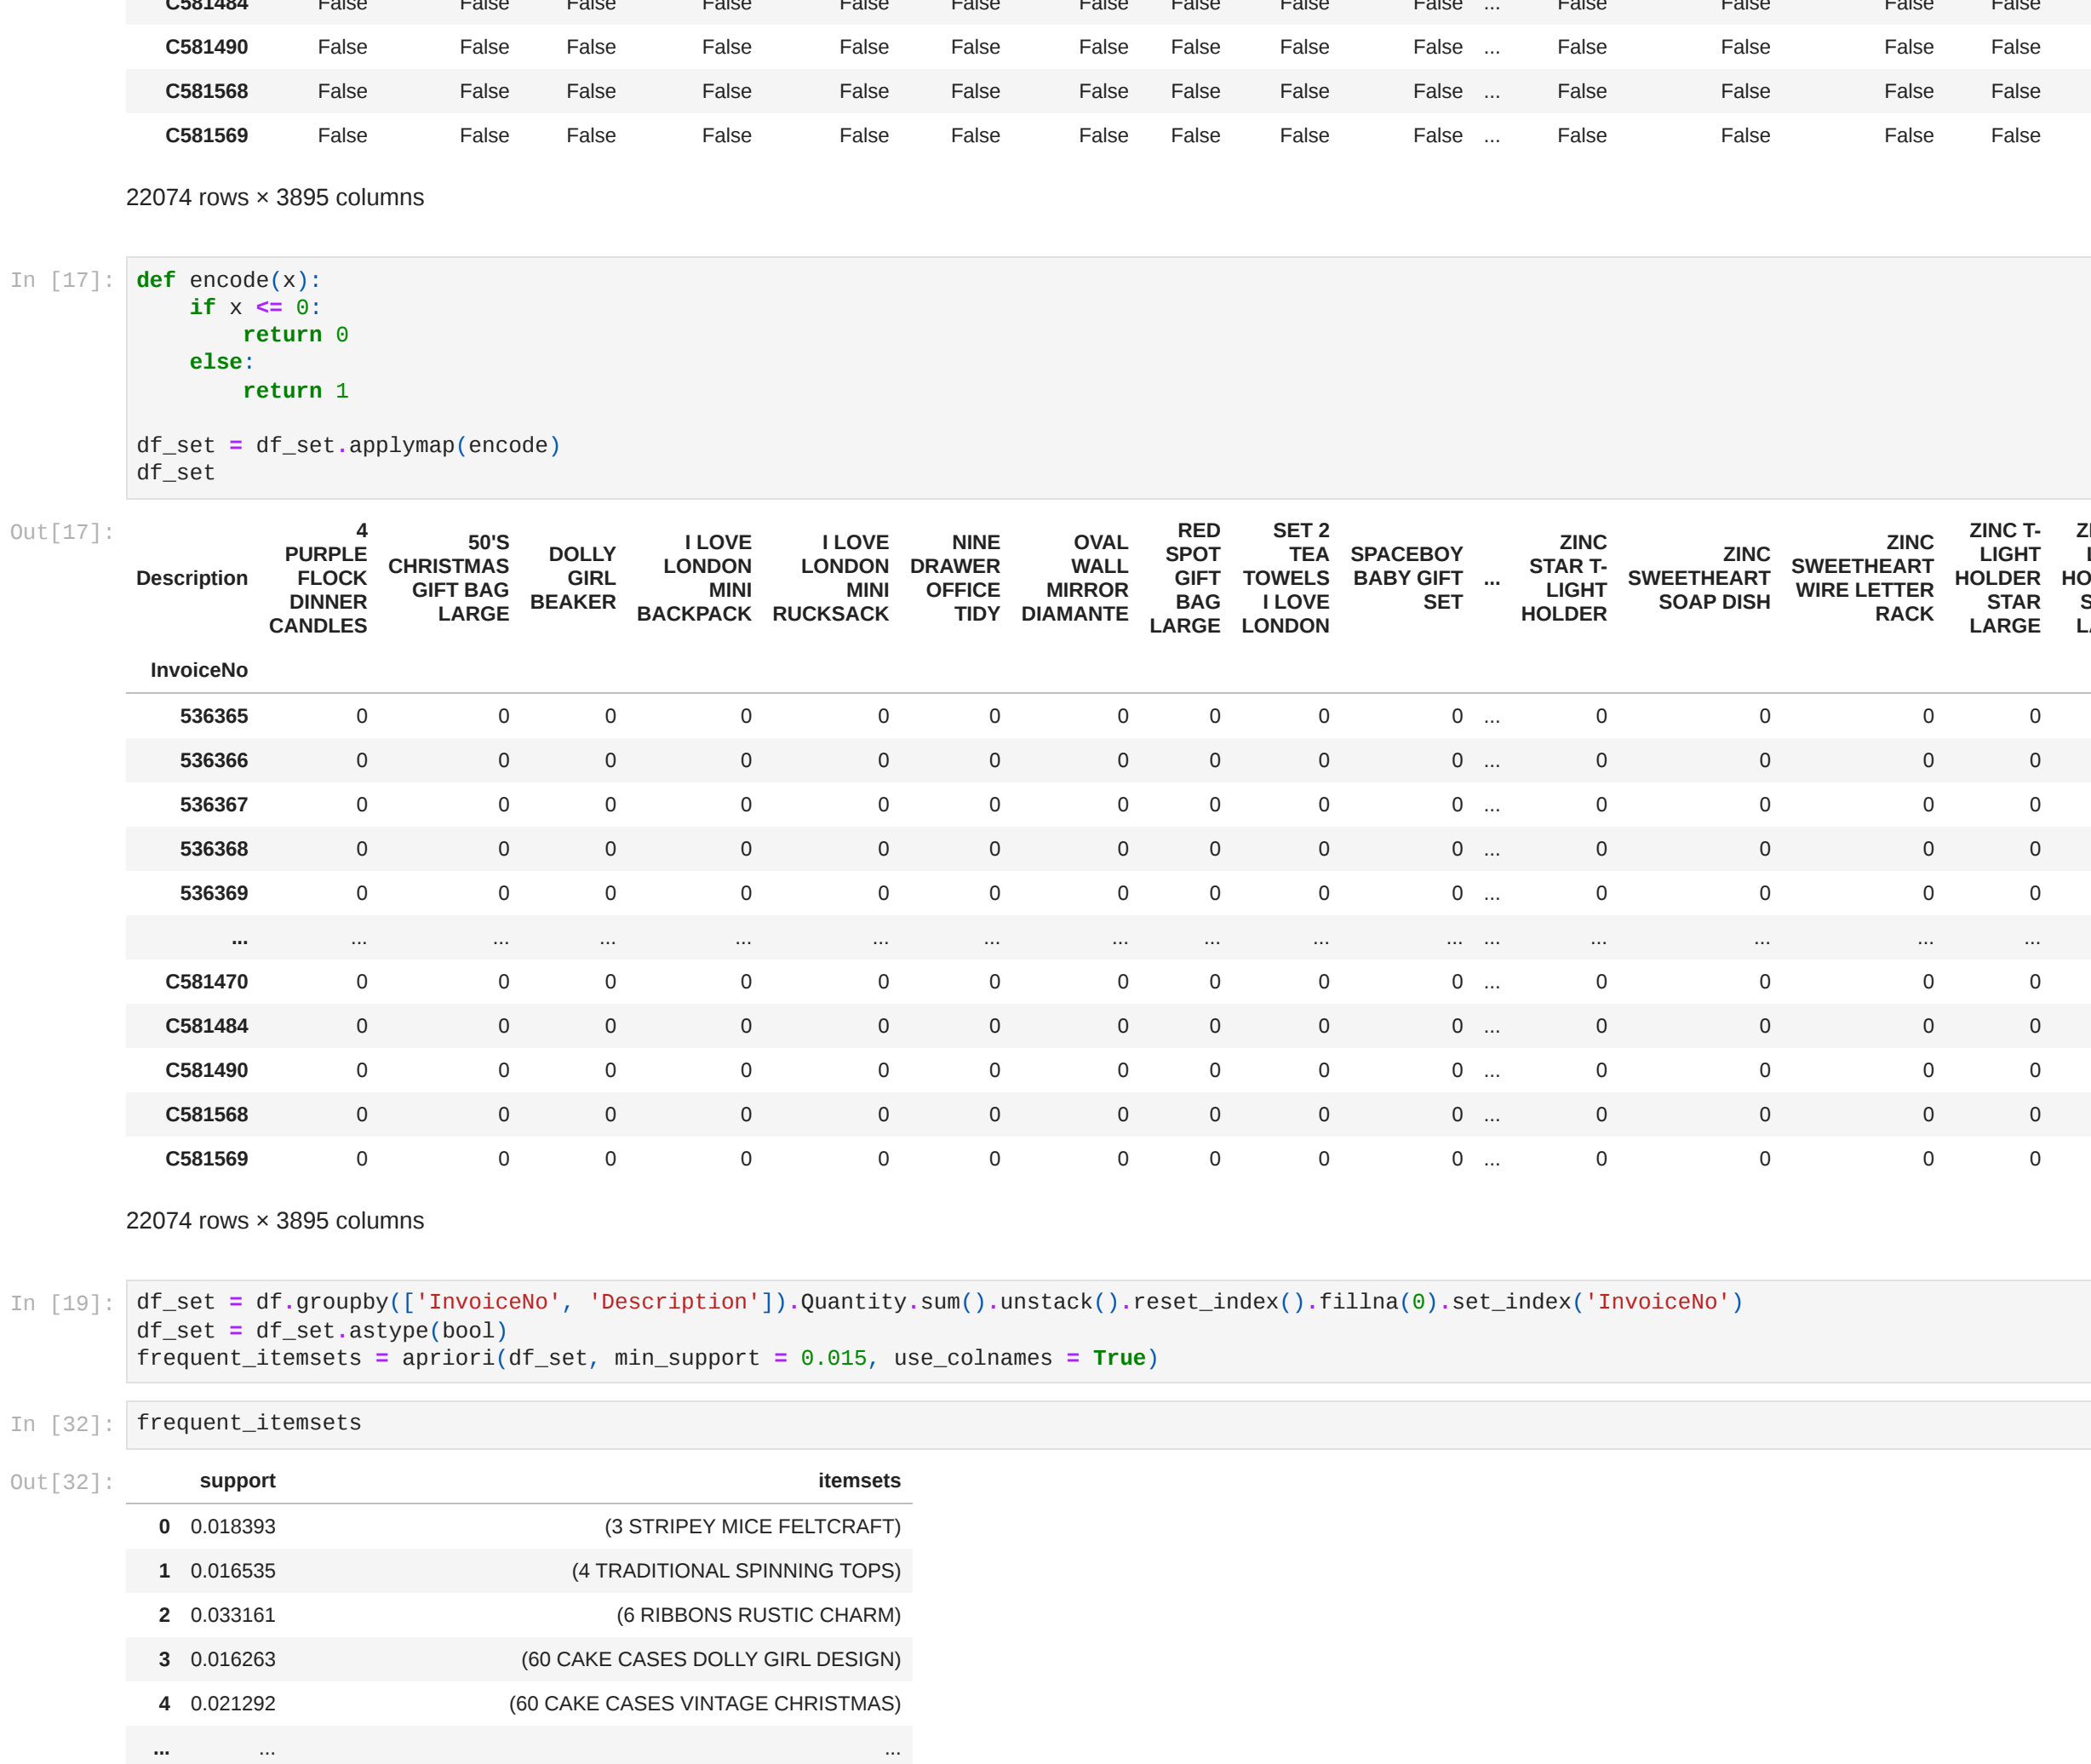 C581484 False False False False False False False False False False ... False False False False
C581490 False False False False False False False False False False ... False False False False
C581568 False False False False False False False False False False ... False False False False
C581569 False False False False False False False False False False ... False False False False
22074 rows × 3895 columns
In [17]: def encode(x):
if x <= 0:
return 0
else:
return 1
df_set = df_set.applymap(encode)
df_set
Out[17]:
Description 4 PURPLE FLOCK DINNER CANDLES 50'S CHRISTMAS GIFT BAG LARGE DOLLY GIRL BEAKER I LOVE LONDON MINI BACKPACK I LOVE LONDON MINI RUCKSACK NINE DRAWER OFFICE TIDY OVAL WALL MIRROR DIAMANTE RED SPOT GIFT BAG LARGE SET 2 TEA TOWELS I LOVE LONDON SPACEBOY BABY GIFT SET ... ZINC STAR T-LIGHT HOLDER ZINC SWEETHEART SOAP DISH ZINC SWEETHEART WIRE LETTER RACK ZINC T-LIGHT HOLDER STAR LARGE
InvoiceNo
536365 0 0 0 0 0 0 0 0 0 0 ... 0 0 0 0
536366 0 0 0 0 0 0 0 0 0 0 ... 0 0 0 0
536367 0 0 0 0 0 0 0 0 0 0 ... 0 0 0 0
536368 0 0 0 0 0 0 0 0 0 0 ... 0 0 0 0
536369 0 0 0 0 0 0 0 0 0 0 ... 0 0 0 0
... ... ... ... ... ... ... ... ... ... ... ... ... ... ... ...
C581470 0 0 0 0 0 0 0 0 0 0 ... 0 0 0 0
C581484 0 0 0 0 0 0 0 0 0 0 ... 0 0 0 0
C581490 0 0 0 0 0 0 0 0 0 0 ... 0 0 0 0
C581568 0 0 0 0 0 0 0 0 0 0 ... 0 0 0 0
C581569 0 0 0 0 0 0 0 0 0 0 ... 0 0 0 0
22074 rows × 3895 columns
In [19]: df_set = df.groupby(['InvoiceNo', 'Description']).Quantity.sum().unstack().reset_index().fillna(0).set_index('InvoiceNo')
df_set = df_set.astype(bool)
frequent_itemsets = apriori(df_set, min_support = 0.015, use_colnames = True)
In [32]: frequent_itemsets
Out[32]: support itemsets
0 0.018393 (3 STRIPEY MICE FELTCRAFT)
1 0.016535 (4 TRADITIONAL SPINNING TOPS)
2 0.033161 (6 RIBBONS RUSTIC CHARM)
3 0.016263 (60 CAKE CASES DOLLY GIRL DESIGN)
4 0.021292 (60 CAKE CASES VINTAGE CHRISTMAS)
... ... ...